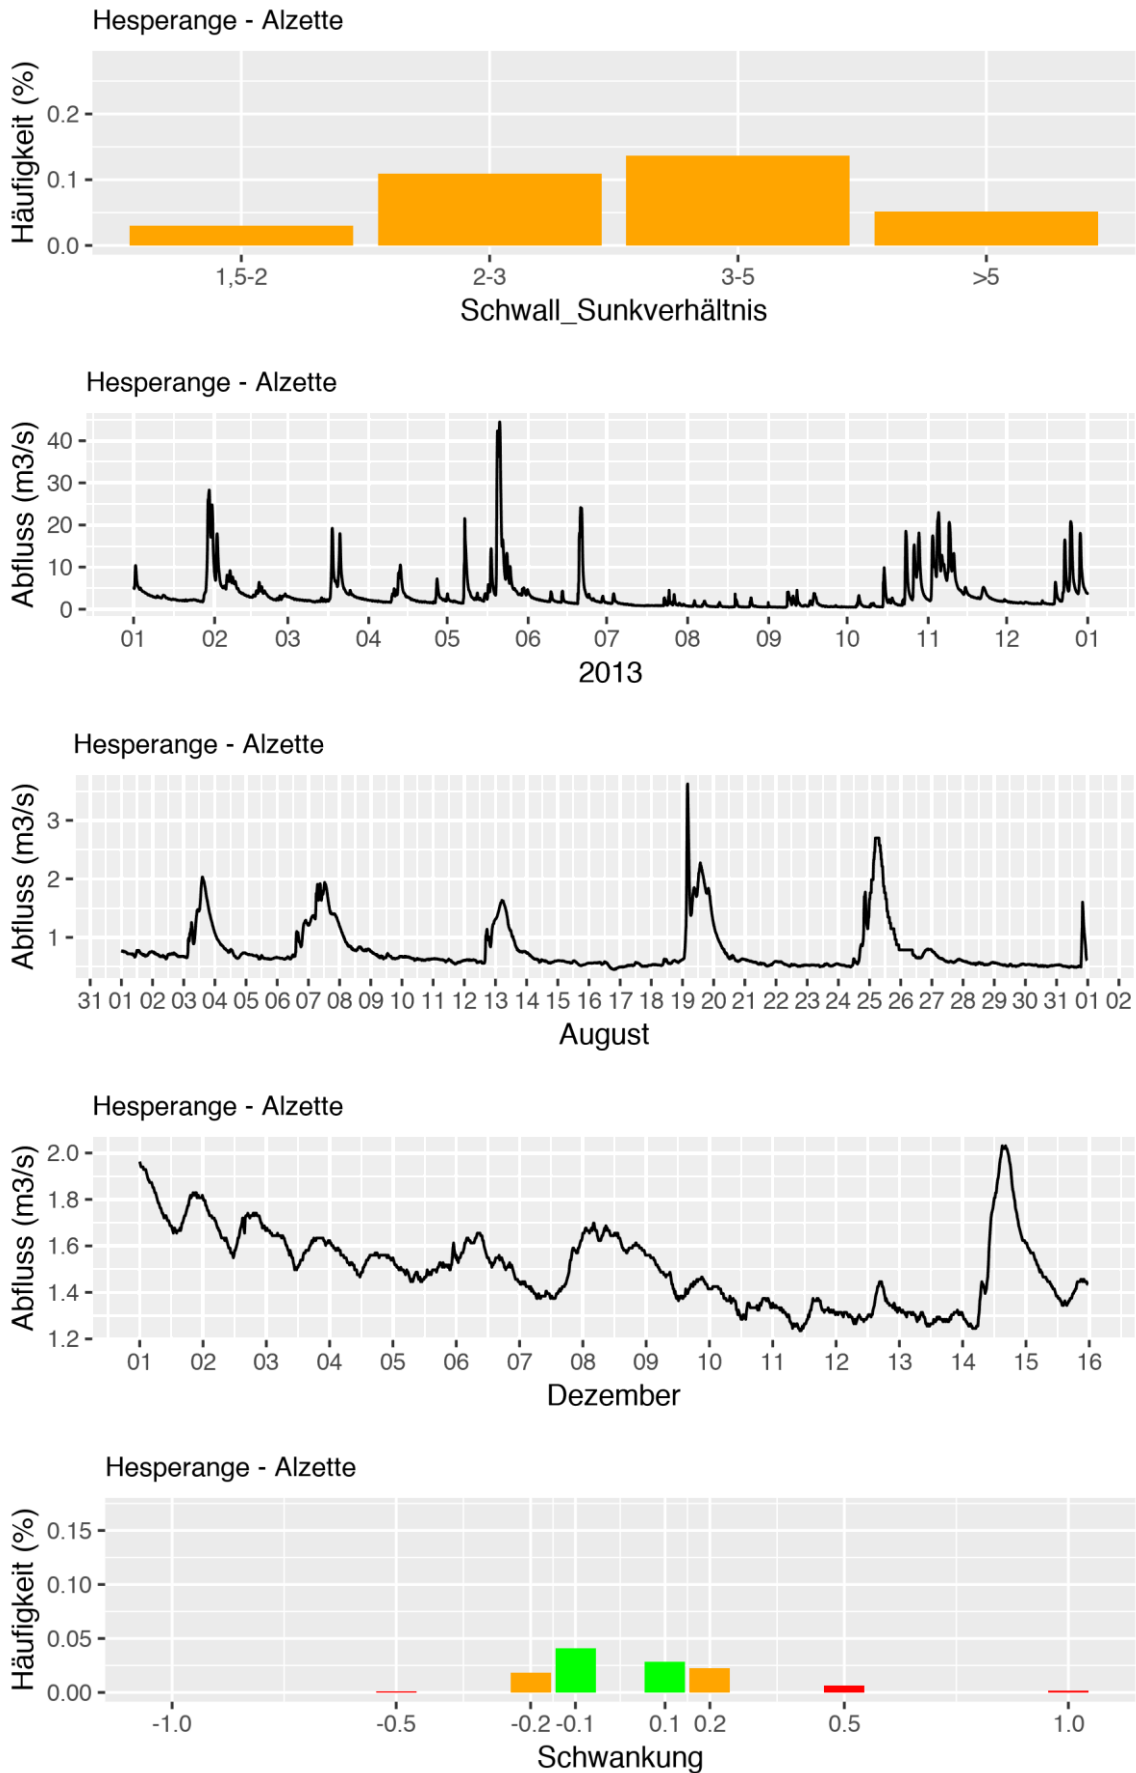 Hesperange - Alzette
Häufigkeit (%)
0.2
0.1
0.0
1,5-2 2-3 3-5 >5
Schwall_Sunkverhältnis
Hesperange - Alzette
Abfluss (m3/s)
40
30
20
10
0
01 02 03 04 05 06 07 08 09 10 11 12 01
2013
Hesperange - Alzette
Abfluss (m3/s)
3
2
1
31 01 02 03 04 05 06 07 08 09 10 11 12 13 14 15 16 17 18 19 20 21 22 23 24 25 26 27 28 29 30 31 01 02
August
Hesperange - Alzette
Abfluss (m3/s)
2.0
1.8
1.6
1.4
1.2
01 02 03 04 05 06 07 08 09 10 11 12 13 14 15 16
Dezember
Hesperange - Alzette
Häufigkeit (%)
0.15
0.10
0.05
0.00
-1.0 -0.5 -0.2 -0.1 0.1 0.2 0.5 1.0
Schwankung